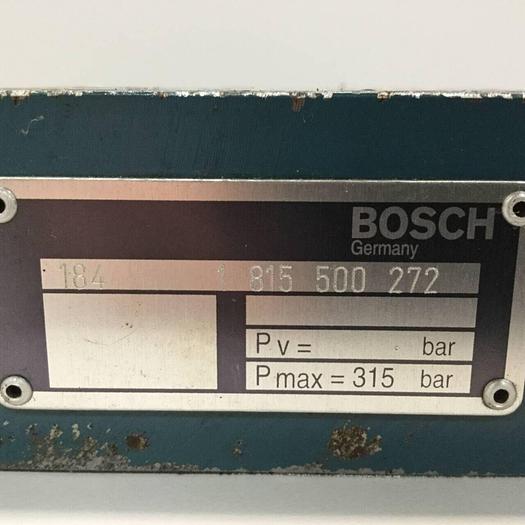 BOSCH
Germany
184 1 815 500 272
Pv = bar
Pmax = 315 bar